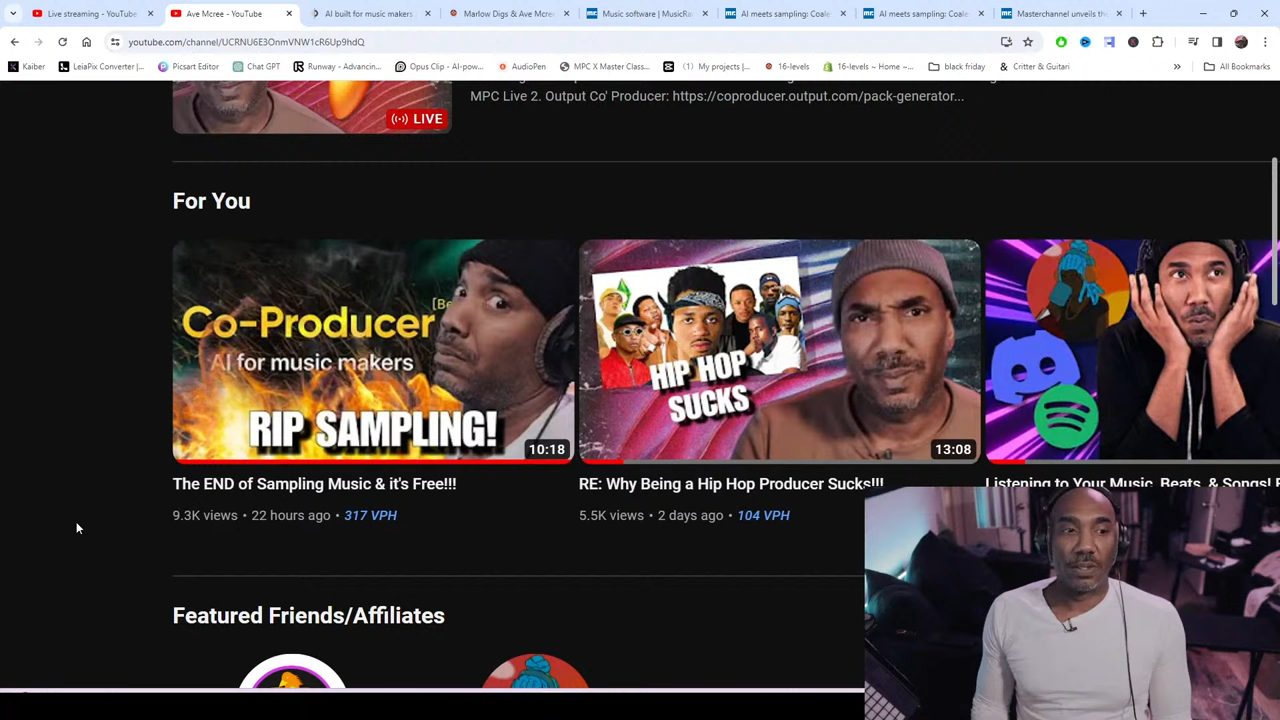 Live streaming - YouTube
Ave Mcree - YouTube
AI built for music makers
Marlow Digs & Ave Mcre
Music software | MusicRa
AI meets sampling: Coale
AI meets sampling: Coale
Masterchannel unveils th
youtube.com/channel/UCRNU6E3OnmVNW1cR6Up9hdQ
Kaiber
LeiaPix Converter |...
Picsart Editor
Chat GPT
Runway - Advancin...
Opus Clip - AI-pow...
AudioPen
MPC X Master Class...
(1) My projects |...
16-levels
16-levels ~ Home ~...
black friday
Critter & Guitari
All Bookmarks
MPC Live 2. Output Co' Producer: https://coproducer.output.com/pack-generator...
LIVE
For You
Co-Producer
[Be
AI for music makers
RIP SAMPLING!
10:18
HIP HOP
SUCKS
13:08
The END of Sampling Music & it's Free!!!
RE: Why Being a Hip Hop Producer Sucks!!!
Listening to Your Music, Beats, & Songs!
9.3K views • 22 hours ago • 317 VPH
5.5K views • 2 days ago • 104 VPH
Featured Friends/Affiliates